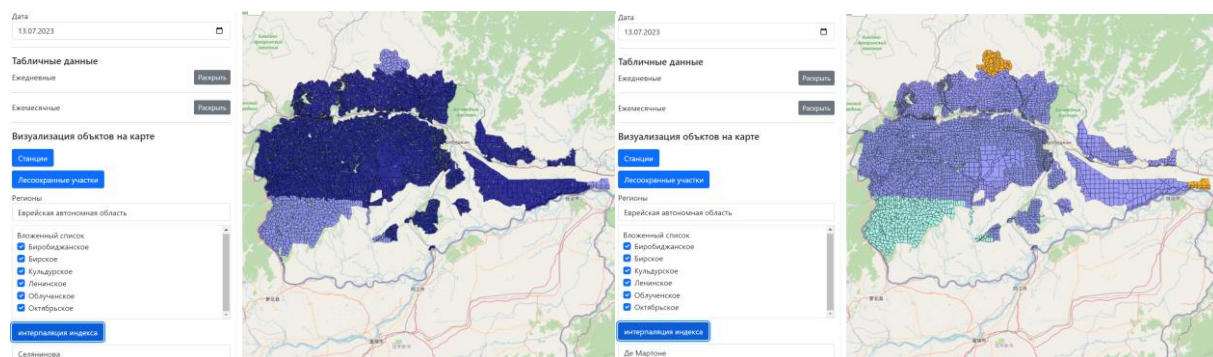 Дата
13.07.2023
Табличные данные
Ежедневные
Раскрыть
Ежемесячные
Раскрыть
Визуализация объктов на карте
Станции
Лесоохранные участки
Регионы
Еврейская автономная область
Вложенный список
Биробиджанское
Бирское
Кульдурское
Ленинское
Облученское
Октябрьское
интерпаляция индекса
Селянинова
Дата
13.07.2023
Табличные данные
Ежедневные
Раскрыть
Ежемесячные
Раскрыть
Визуализация объктов на карте
Станции
Лесоохранные участки
Регионы
Еврейская автономная область
Вложенный список
Биробиджанское
Бирское
Кульдурское
Ленинское
Облученское
Октябрьское
интерпаляция индекса
Де Мартоне